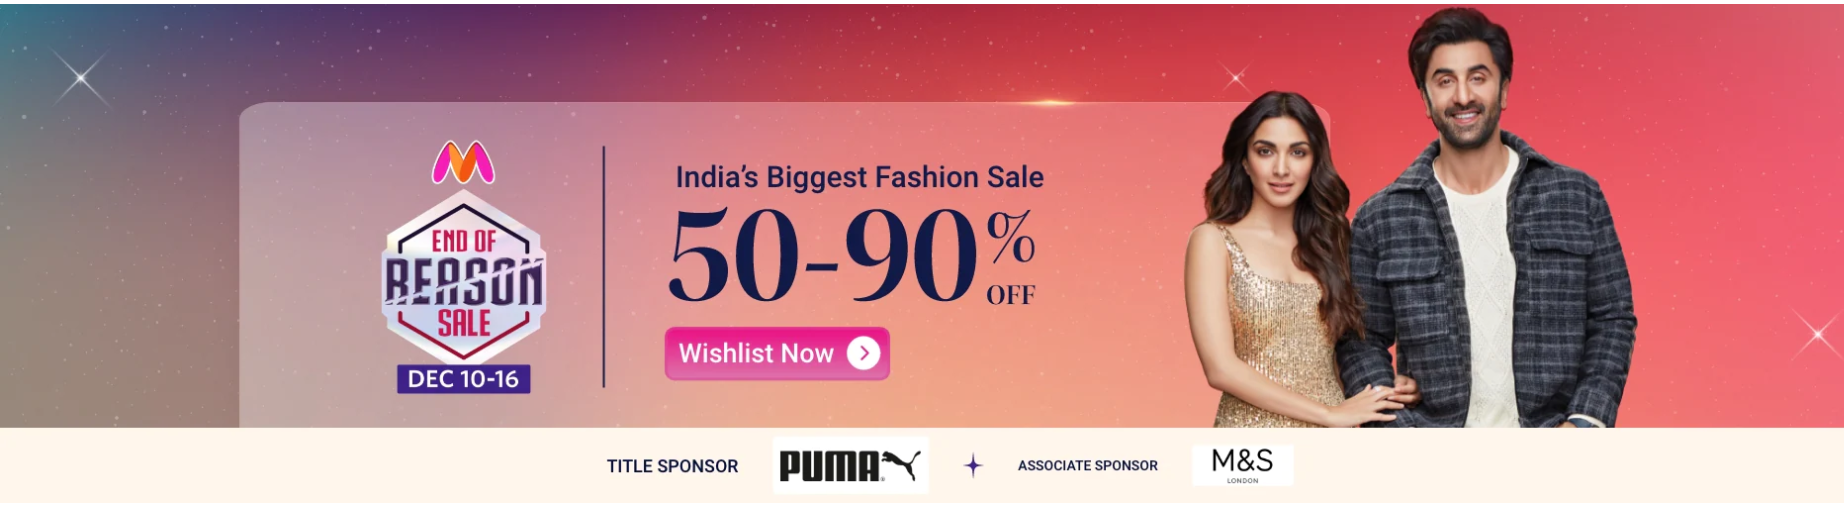 END OF
REASON
SALE
DEC 10-16
India's Biggest Fashion Sale
50-90%
OFF
Wishlist Now
TITLE SPONSOR
PUMA
ASSOCIATE SPONSOR
M&S
LONDON